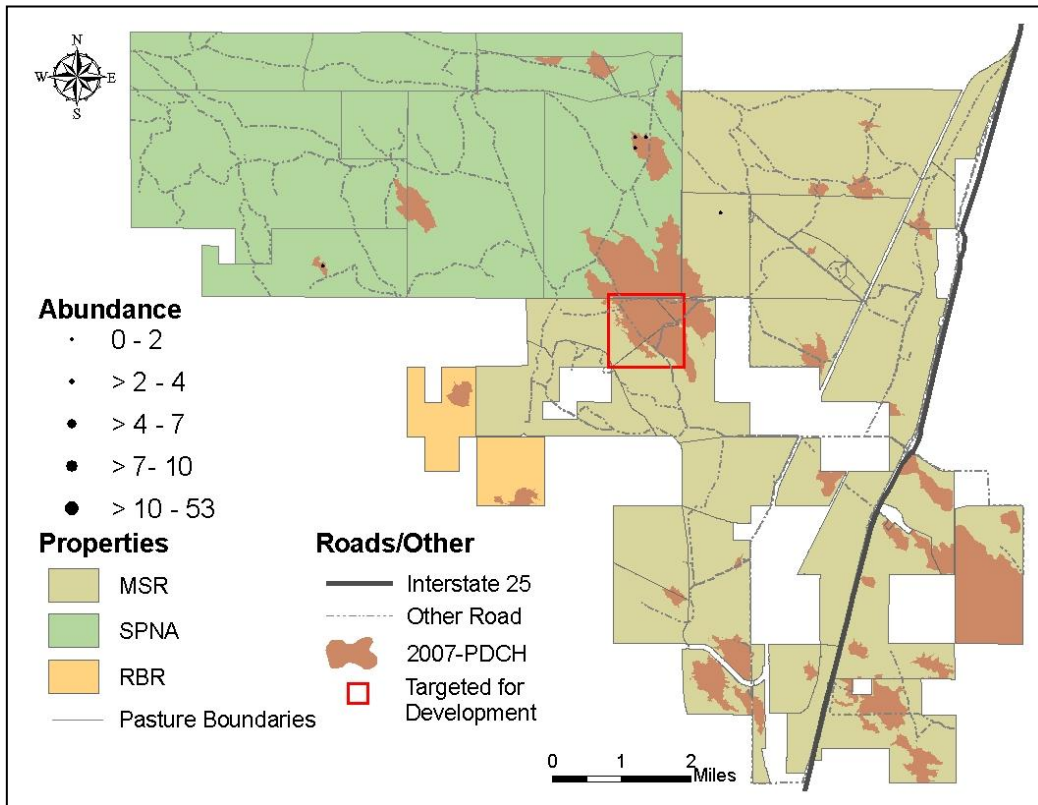 N
W E
S
Abundance
0 - 2
> 2 - 4
> 4 - 7
> 7 - 10
> 10 - 53
Properties
MSR
SPNA
RBR
Pasture Boundaries
Roads/Other
Interstate 25
Other Road
2007-PDCH
Targeted for
Development
0 1 2
Miles